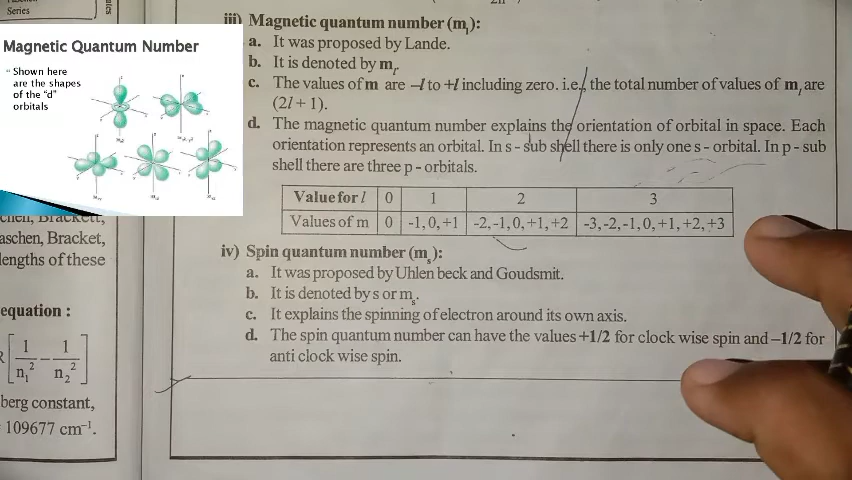 Series
Magnetic Quantum Number
Shown here
are the shapes
of the "d"
orbitals
iii) Magnetic quantum number (ml):
a. It was proposed by Lande.
b. It is denoted by ml.
c. The values of m are –l to +l including zero. i.e., the total number of values of ml are
(2l + 1).
d. The magnetic quantum number explains the orientation of orbital in space. Each
orientation represents an orbital. In s - sub shell there is only one s - orbital. In p - sub
shell there are three p - orbitals.
Value for l 0 1 2 3
Values of m 0 -1, 0, +1 -2,-1, 0, +1, +2 -3, -2, -1, 0, +1, +2, +3
iv) Spin quantum number (ms):
a. It was proposed by Uhlen beck and Goudsmit.
b. It is denoted by s or ms.
c. It explains the spinning of electron around its own axis.
d. The spin quantum number can have the values +1/2 for clock wise spin and –1/2 for
anti clock wise spin.
aschen, Bracket,
lengths of these
equation :
[1/n1² − 1/n2²]
berg constant,
109677 cm⁻¹.